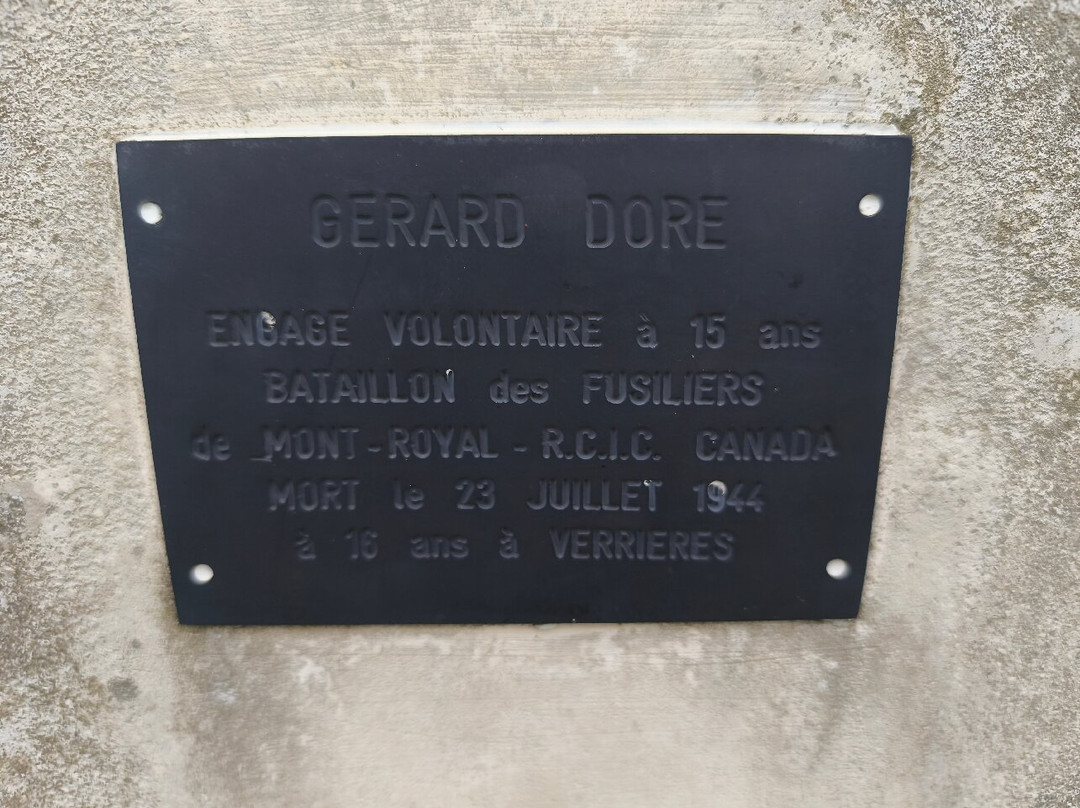 GERARD DORE
ENGAGE VOLONTAIRE à 15 ans
BATAILLON des FUSILIERS
de MONT-ROYAL - R.C.I.C. CANADA
MORT le 23 JUILLET 1944
à 16 ans à VERRIERES